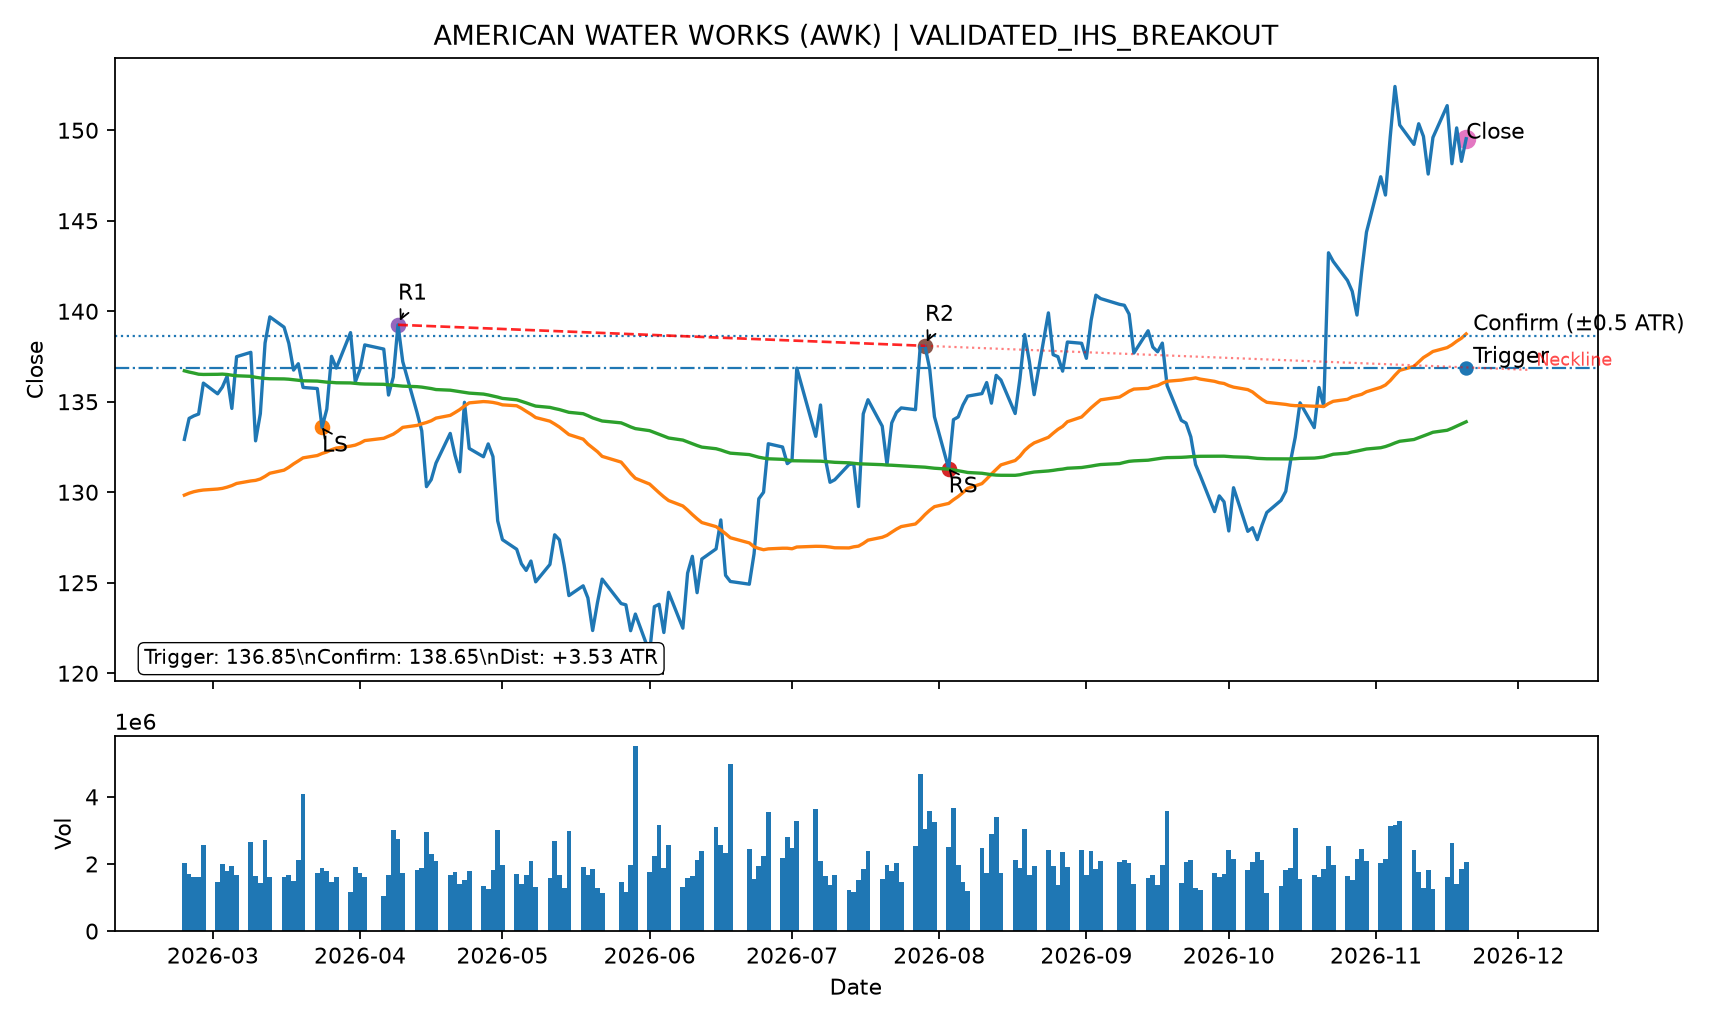 AMERICAN WATER WORKS (AWK) | VALIDATED_IHS_BREAKOUT
Close
150
145
140
135
130
125
120
R1
R2
LS
RS
Close
Confirm (±0.5 ATR)
Trigger
Neckline
Trigger: 136.85\nConfirm: 138.65\nDist: +3.53 ATR
1e6
Vol
4
2
0
2026-03
2026-04
2026-05
2026-06
2026-07
2026-08
2026-09
2026-10
2026-11
2026-12
Date